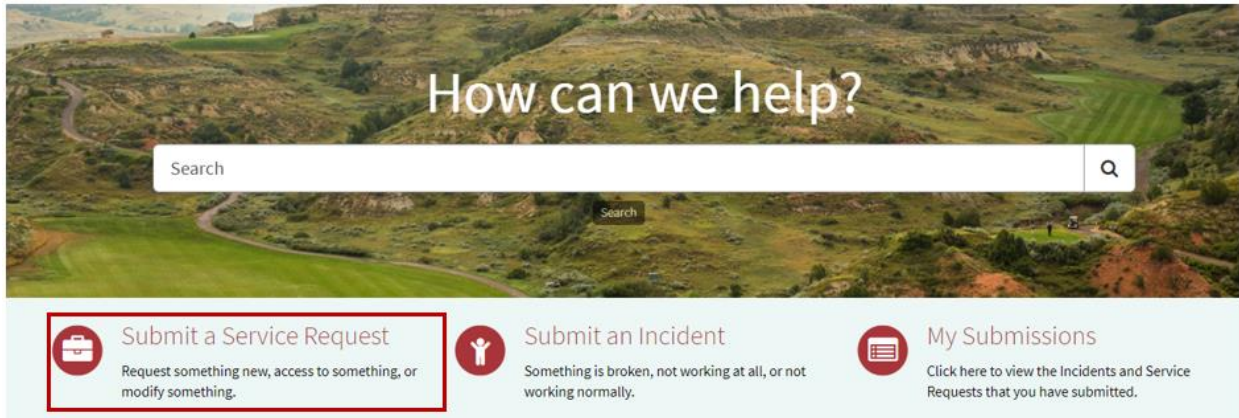 How can we help?
Search
Search
Submit a Service Request
Request something new, access to something, or
modify something.
Submit an Incident
Something is broken, not working at all, or not
working normally.
My Submissions
Click here to view the Incidents and Service
Requests that you have submitted.